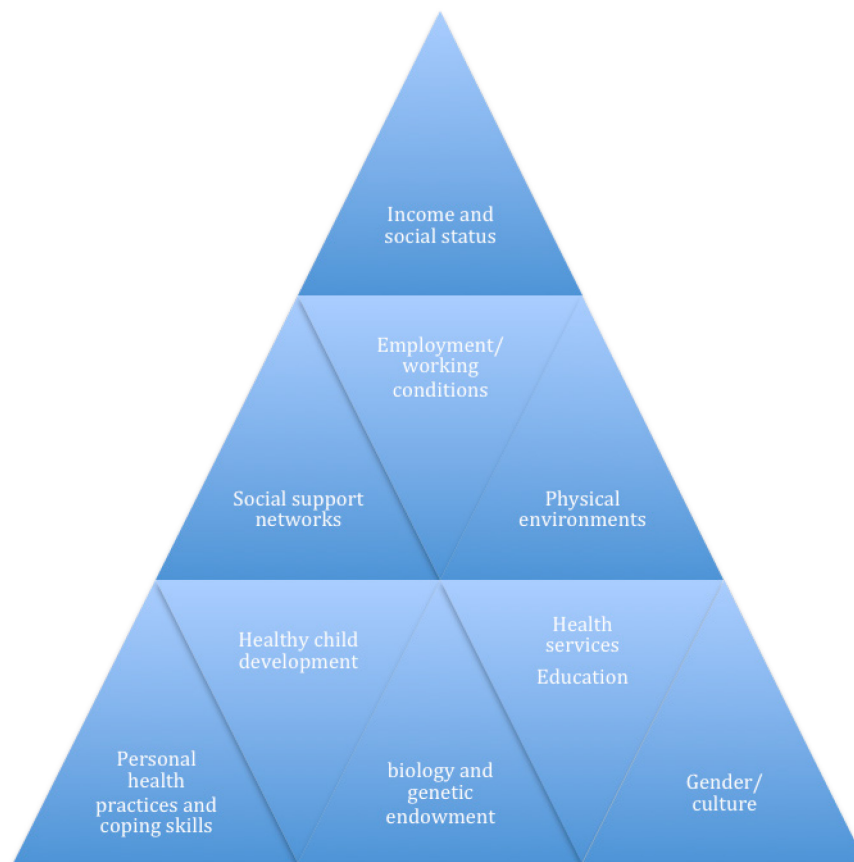 Income and
social status
Employment/
working
conditions
Social support
networks
Physical
environments
Healthy child
development
Health
services
Education
Personal
health
practices and
coping skills
biology and
genetic
endowment
Gender/
culture